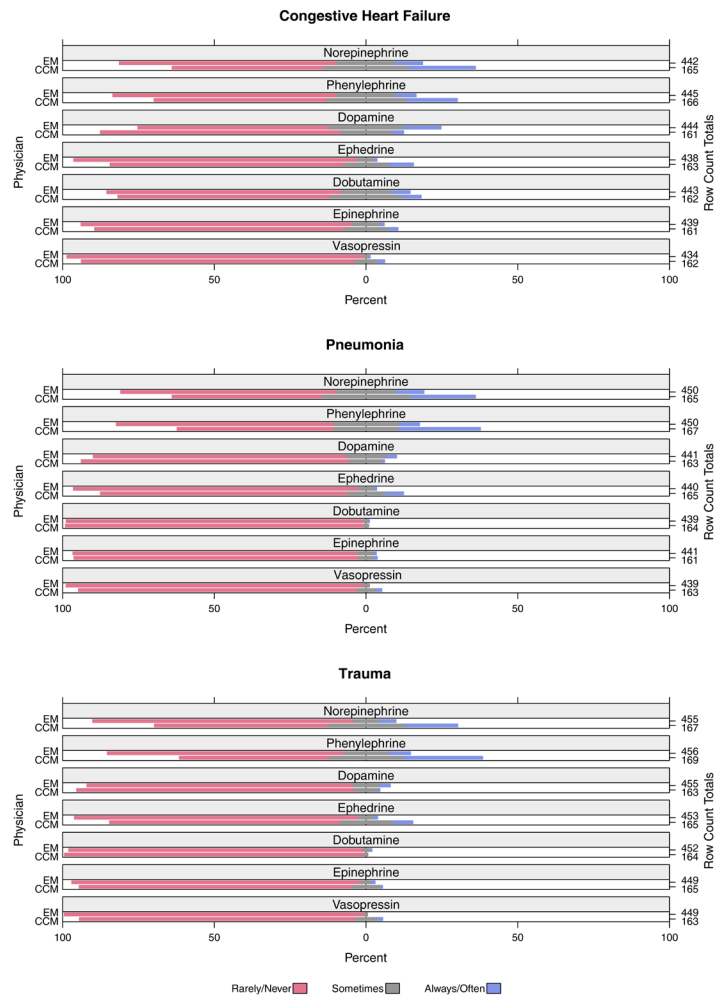 Congestive Heart Failure
Norepinephrine
EM 442
CCM 165
Phenylephrine
EM 445
CCM 166
Dopamine
EM 444
CCM 161
Ephedrine
EM 438
CCM 163
Dobutamine
EM 443
CCM 162
Epinephrine
EM 439
CCM 161
Vasopressin
EM 434
CCM 162
Physician
Row Count Totals
100 50 0 50 100
Percent
Pneumonia
Norepinephrine
EM 450
CCM 165
Phenylephrine
EM 450
CCM 167
Dopamine
EM 441
CCM 163
Ephedrine
EM 440
CCM 165
Dobutamine
EM 439
CCM 164
Epinephrine
EM 441
CCM 161
Vasopressin
EM 439
CCM 163
Physician
Row Count Totals
100 50 0 50 100
Percent
Trauma
Norepinephrine
EM 455
CCM 167
Phenylephrine
EM 456
CCM 169
Dopamine
EM 455
CCM 163
Ephedrine
EM 453
CCM 165
Dobutamine
EM 452
CCM 164
Epinephrine
EM 449
CCM 165
Vasopressin
EM 449
CCM 163
Physician
Row Count Totals
100 50 0 50 100
Percent
Rarely/Never Sometimes Always/Often